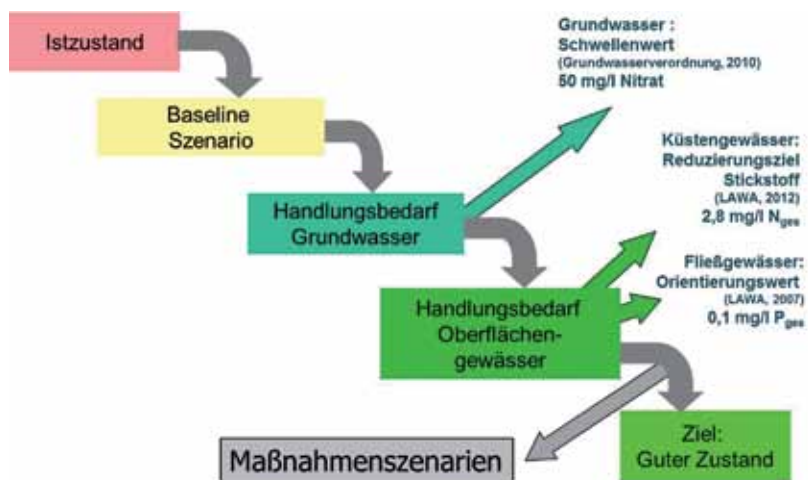 Istzustand
Baseline
Szenario
Handlungsbedarf
Grundwasser
Handlungsbedarf
Oberflächen-
gewässer
Ziel:
Guter Zustand
Maßnahmenszenarien
Grundwasser :
Schwellenwert
(Grundwasserverordnung, 2010)
50 mg/l Nitrat
Küstengewässer:
Reduzierungsziel
Stickstoff
(LAWA, 2012)
2,8 mg/l Nges
Fließgewässer:
Orientierungswert
(LAWA, 2007)
0,1 mg/l Pges